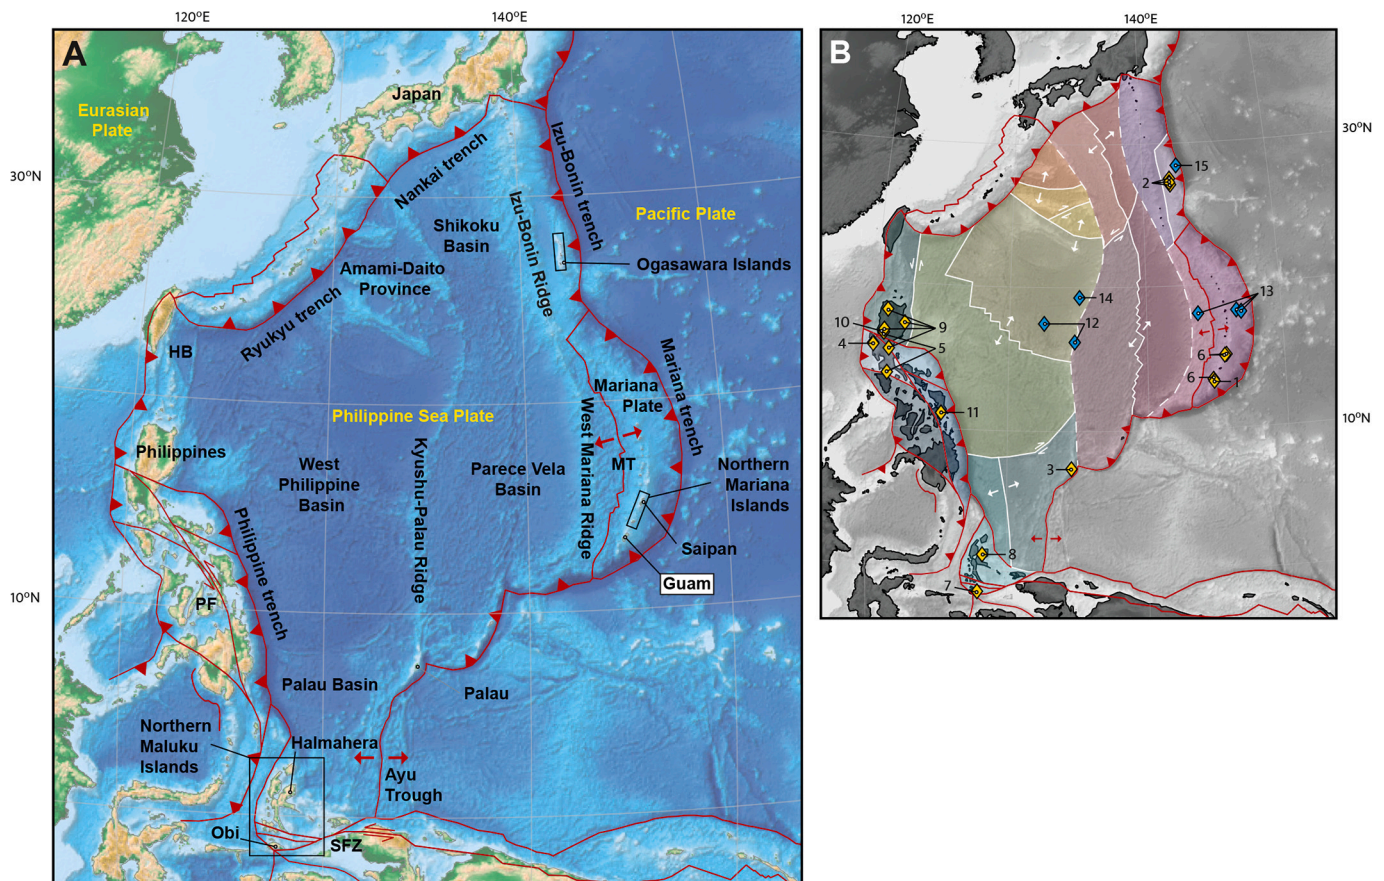 120°E
140°E
A
Eurasian
Plate
Japan
30°N
Nankai trench
Izu-Bonin trench
Pacific Plate
Shikoku
Basin
Izu-Bonin Ridge
Ogasawara Islands
Amami-Daito
Province
Ryukyu trench
HB
Mariana
Plate
Mariana trench
Philippine Sea Plate
West Mariana Ridge
Kyushu-Palau Ridge
Philippines
West
Philippine
Basin
Parece Vela
Basin
MT
Northern
Mariana
Islands
Philippine trench
Saipan
Guam
10°N
PF
Palau Basin
Palau
Northern
Maluku
Islands
Halmahera
Ayu
Trough
Obi
SFZ
120°E
140°E
B
30°N
15
2
14
13
10
9
12
4
5
6
6
1
11
10°N
3
8
7